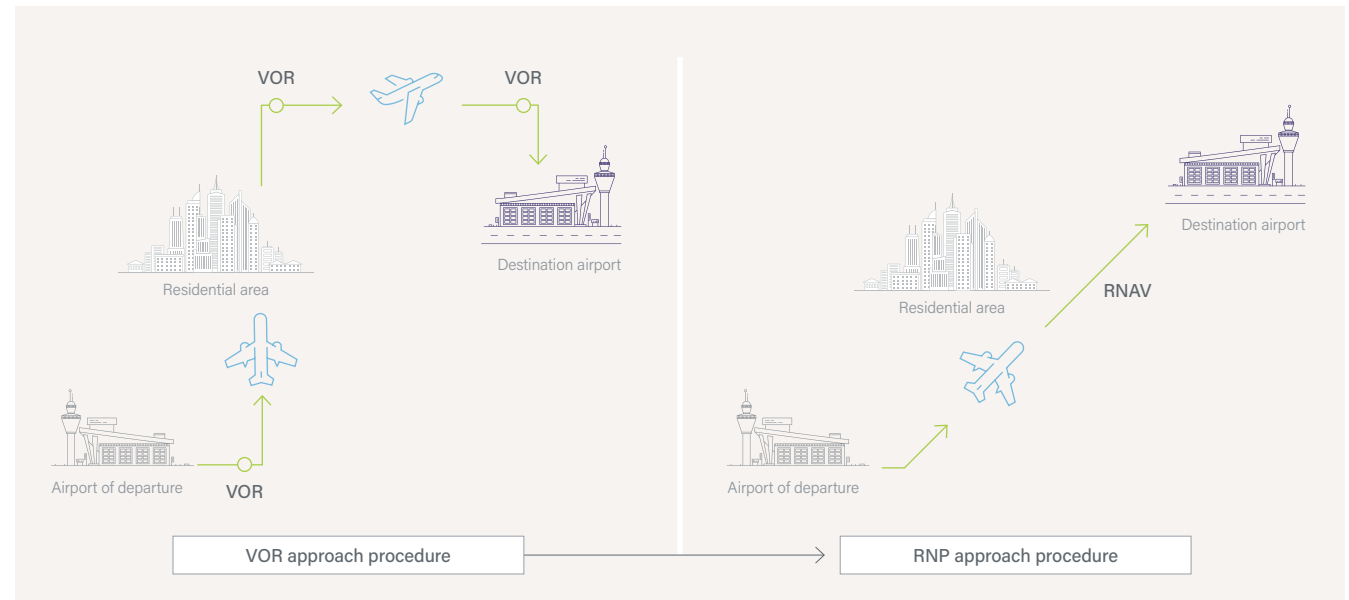 VOR
VOR
Residential area
Destination airport
Airport of departure
VOR
VOR approach procedure
Destination airport
RNAV
Residential area
Airport of departure
RNP approach procedure